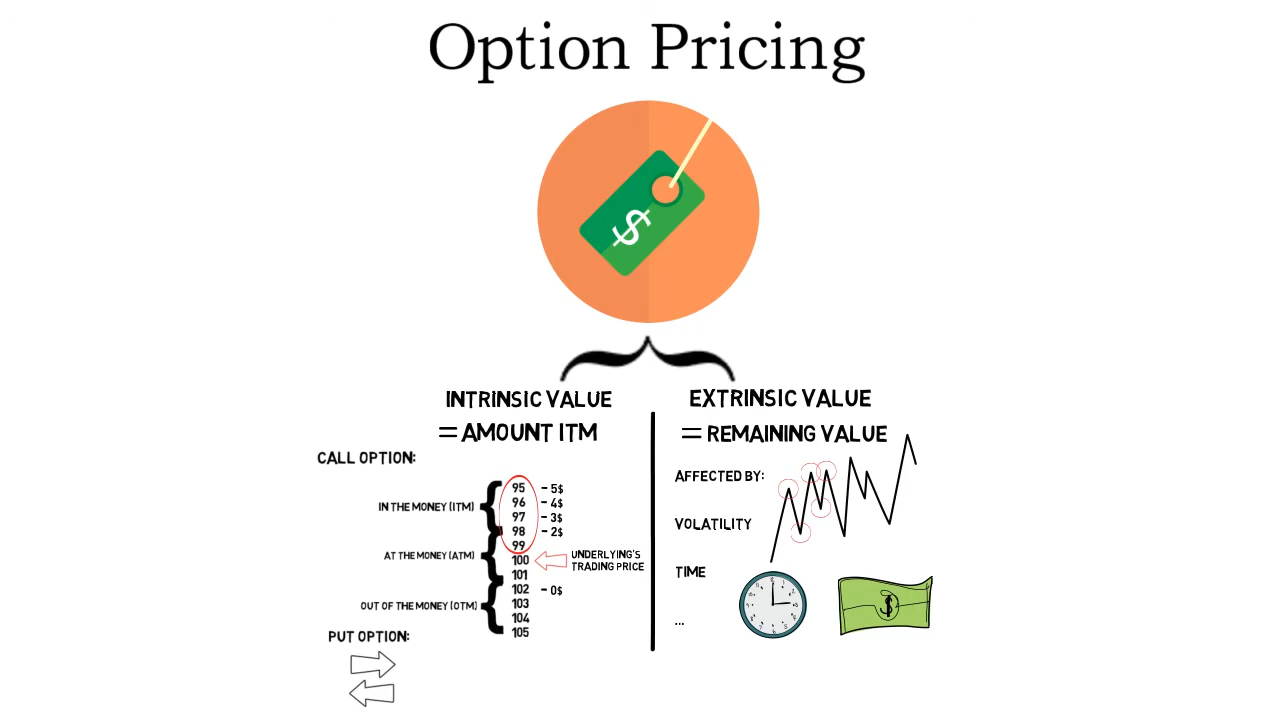 Option Pricing
$
INTRINSIC VALUE
= AMOUNT ITM
EXTRINSIC VALUE
= REMAINING VALUE
CALL OPTION:
IN THE MONEY (ITM)
AT THE MONEY (ATM)
OUT OF THE MONEY (OTM)
95 - 5$
96 - 4$
97 - 3$
98 - 2$
99
100
101
102 - 0$
103
104
105
UNDERLYING'S
TRADING PRICE
PUT OPTION:
AFFECTED BY:
VOLATILITY
TIME
...
$